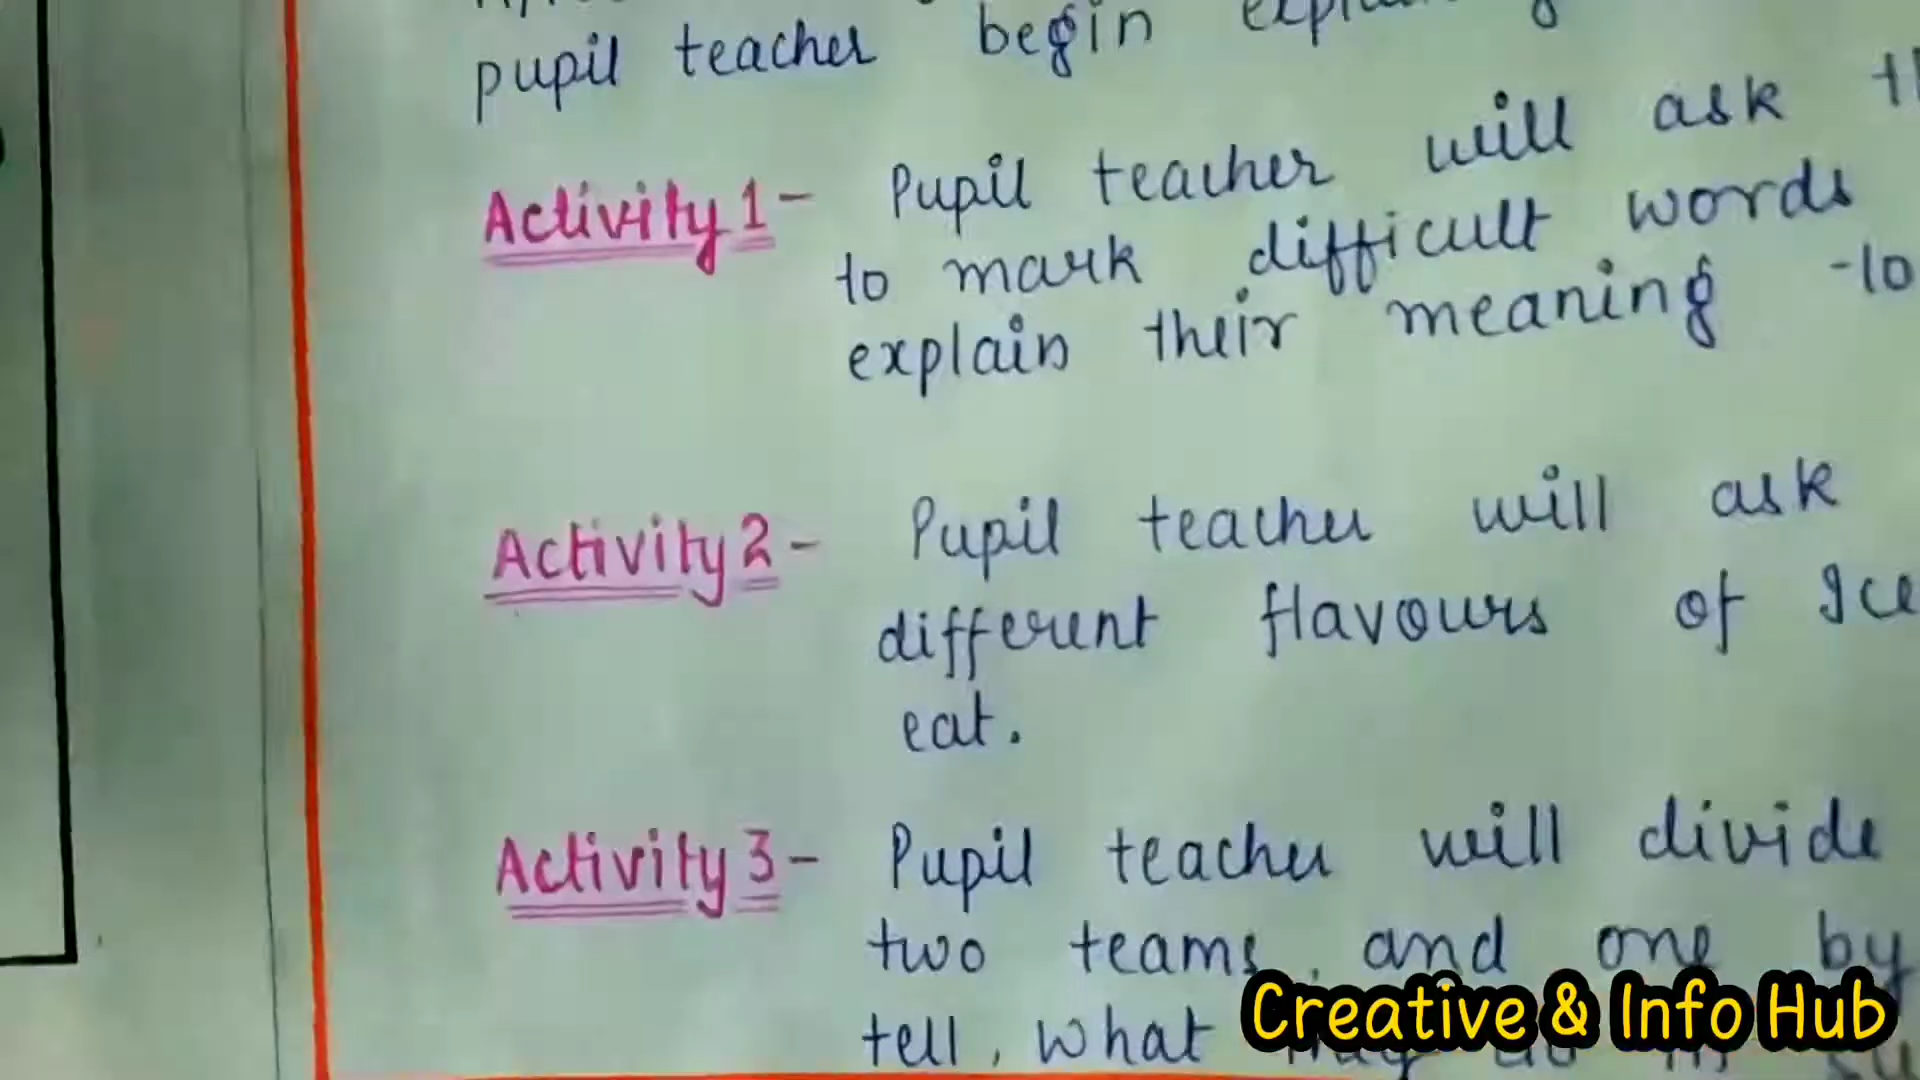 pupil teacher begin
Activity 1 - Pupil teacher will ask
to mark difficult words
explain their meaning to
Activity 2 - Pupil teacher will ask
different flavours of Ice
eat.
Activity 3 - Pupil teacher will divide
two teams, and one by
tell, what
Creative & Info Hub